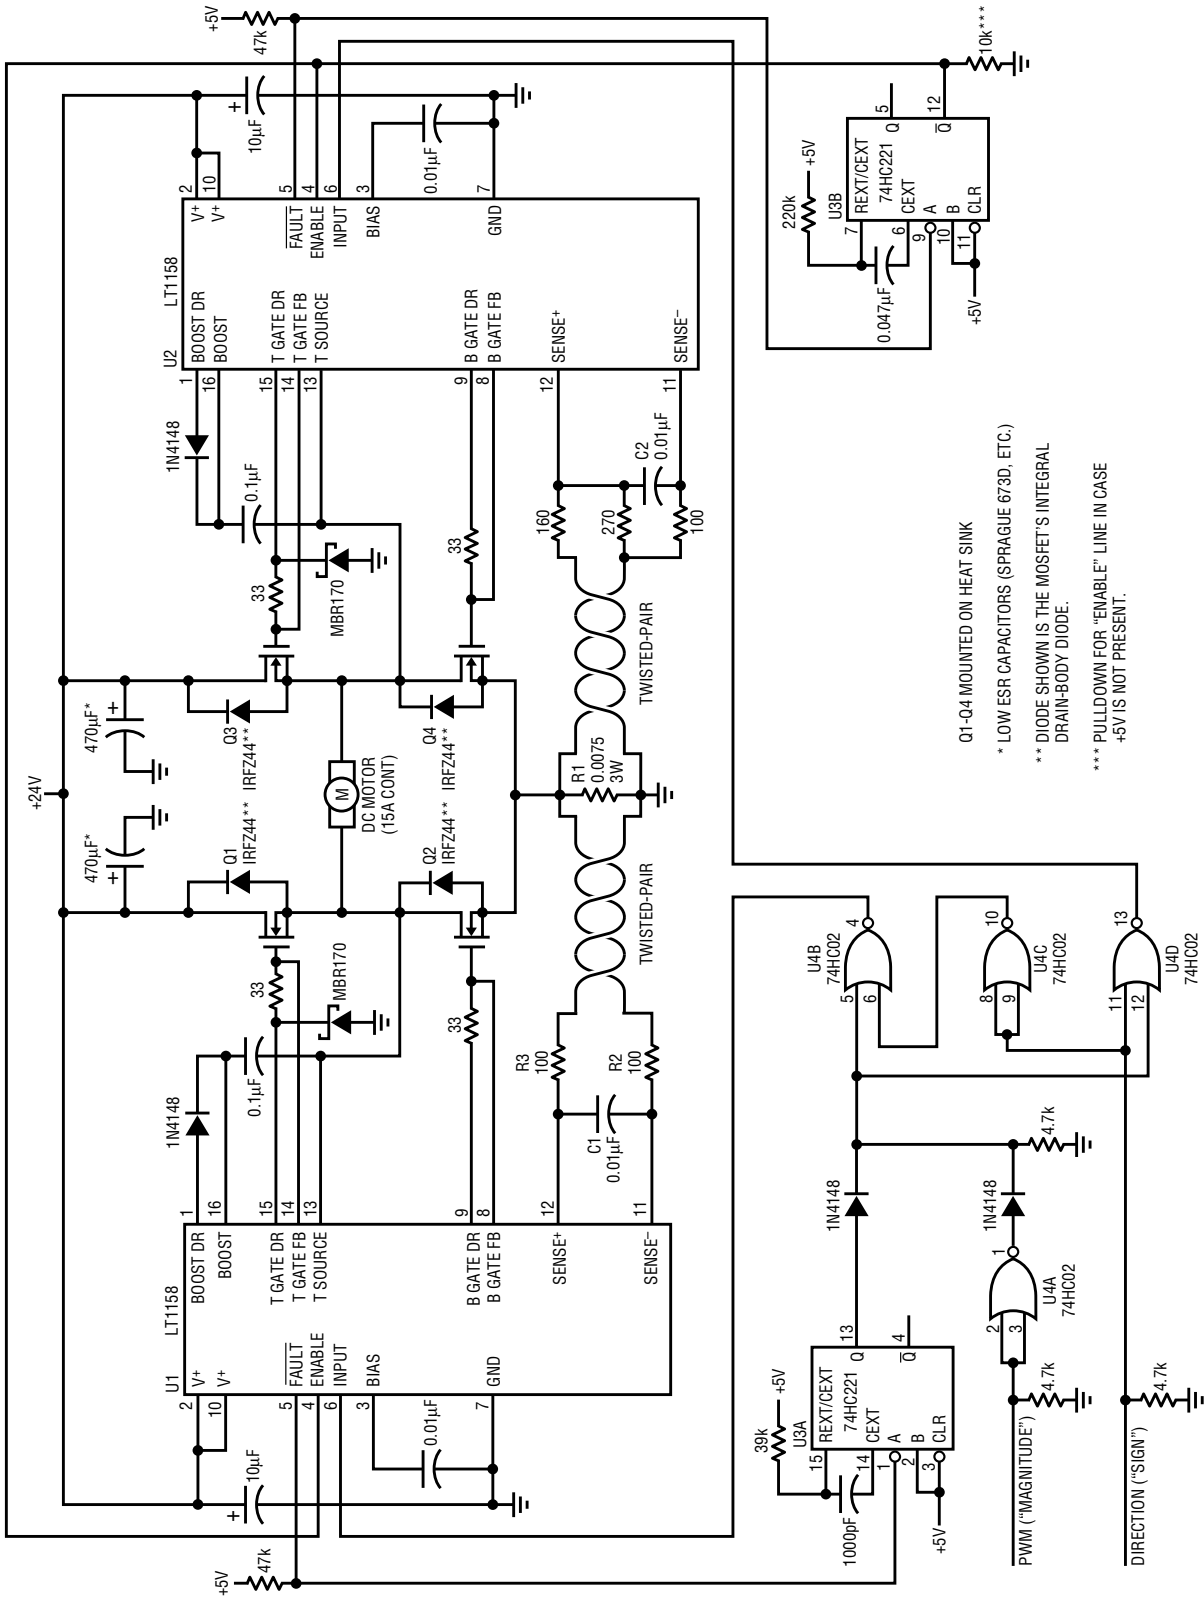 +24V
470µF*
+
470µF*
+
Q1
IRFZ44**
Q3
IRFZ44**
M
DC MOTOR
(15A CONT)
Q2
IRFZ44**
Q4
IRFZ44**
+5V
47k
10µF
+
0.01µF
U1
LT1158
2
V+
10
V+
5
FAULT
4
ENABLE
6
INPUT
3
BIAS
7
GND
1
BOOST DR
16
BOOST
15
T GATE DR
14
T GATE FB
13
T SOURCE
9
B GATE DR
8
B GATE FB
12
SENSE+
11
SENSE–
1N4148
0.1µF
33
MBR170
33
R3
100
R2
100
C1
0.01µF
TWISTED-PAIR
R1
0.0075
3W
TWISTED-PAIR
160
270
100
C2
0.01µF
33
MBR170
33
0.1µF
1N4148
U2
LT1158
1
BOOST DR
16
BOOST
15
T GATE DR
14
T GATE FB
13
T SOURCE
9
B GATE DR
8
B GATE FB
12
SENSE+
11
SENSE–
2
V+
10
V+
5
FAULT
4
ENABLE
6
INPUT
3
BIAS
7
GND
10µF
+
0.01µF
+5V
47k
39k
+5V
1000pF
U3A
15
REXT/CEXT
74HC221
14
CEXT
1
A
2
B
3
CLR
+5V
13
Q
4
Q
1N4148
PWM ("MAGNITUDE")
4.7k
2
3
1
U4A
74HC02
1N4148
4.7k
DIRECTION ("SIGN")
4.7k
5
6
4
U4B
74HC02
8
9
10
U4C
74HC02
11
12
13
U4D
74HC02
Q1-Q4 MOUNTED ON HEAT SINK
* LOW ESR CAPACITORS (SPRAGUE 673D, ETC.)
** DIODE SHOWN IS THE MOSFET'S INTEGRAL
DRAIN-BODY DIODE.
*** PULLDOWN FOR "ENABLE" LINE IN CASE
+5V IS NOT PRESENT.
220k
+5V
0.047µF
U3B
7
REXT/CEXT
74HC221
6
CEXT
9
A
10
B
11
CLR
+5V
5
Q
12
Q
10k***